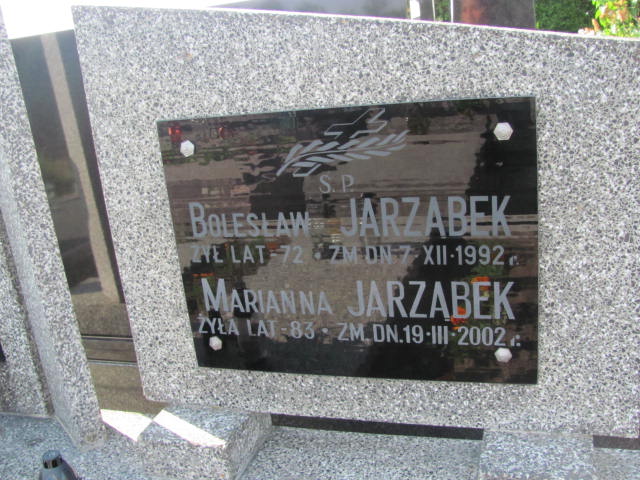 Ś.P.
BOLESŁAW JARZĄBEK
ŻYŁ LAT-72 • ZM. DN. 7-XII-1992 r.
MARIANNA JARZĄBEK
ŻYŁA LAT-83 • ZM. DN. 19-III-2002 r.